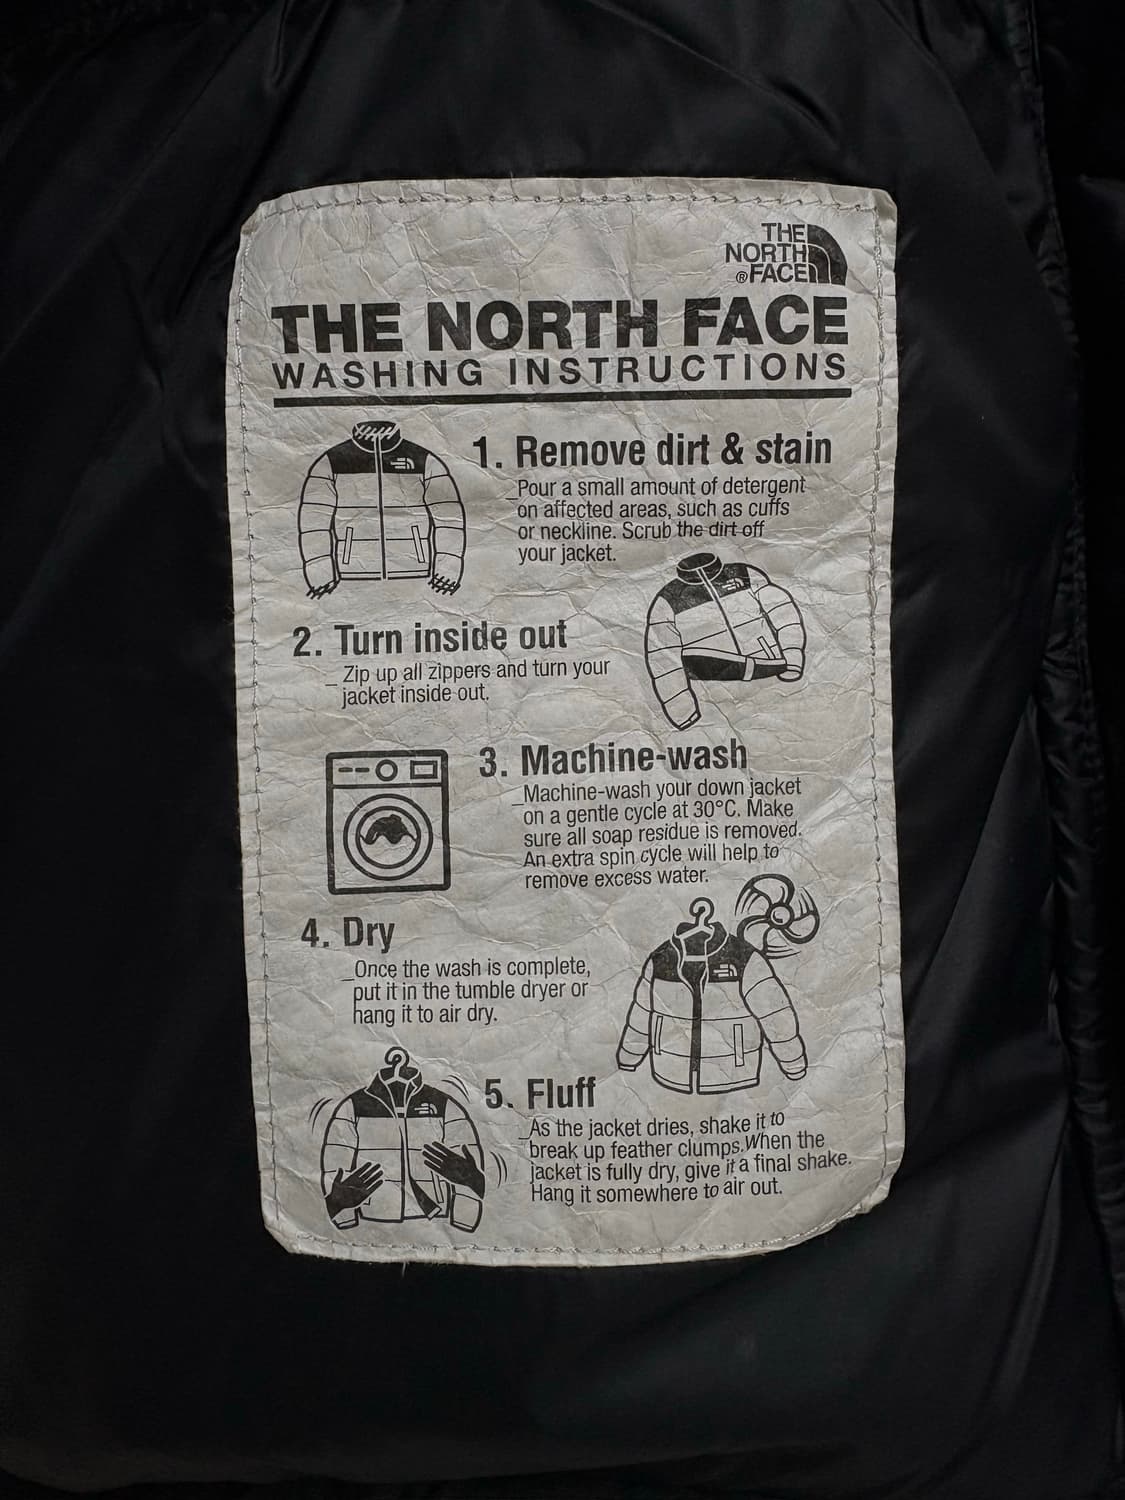 THE
NORTH
® FACE
THE NORTH FACE
WASHING INSTRUCTIONS
1. Remove dirt & stain
_Pour a small amount of detergent
on affected areas, such as cuffs
or neckline. Scrub the dirt off
your jacket.
2. Turn inside out
_Zip up all zippers and turn your
jacket inside out.
3. Machine-wash
_Machine-wash your down jacket
on a gentle cycle at 30°C. Make
sure all soap residue is removed.
An extra spin cycle will help to
remove excess water.
4. Dry
_Once the wash is complete,
put it in the tumble dryer or
hang it to air dry.
5. Fluff
_As the jacket dries, shake it to
break up feather clumps. When the
jacket is fully dry, give it a final shake.
Hang it somewhere to air out.